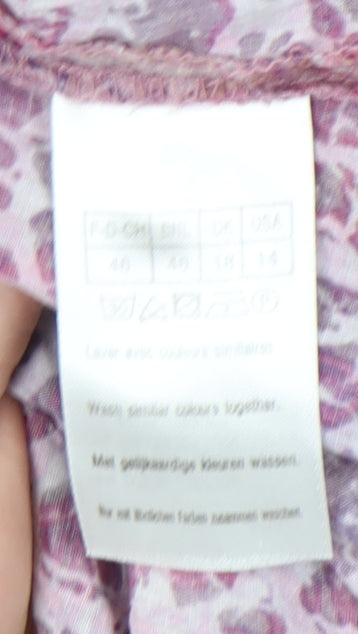 F-D-CH BNL UK USA
46 48 18 14
Laver avec couleurs similaires.
Wash similar colours together.
Met gelijkaardige kleuren wassen.
Nur mit ähnlichen Farben zusammen waschen.